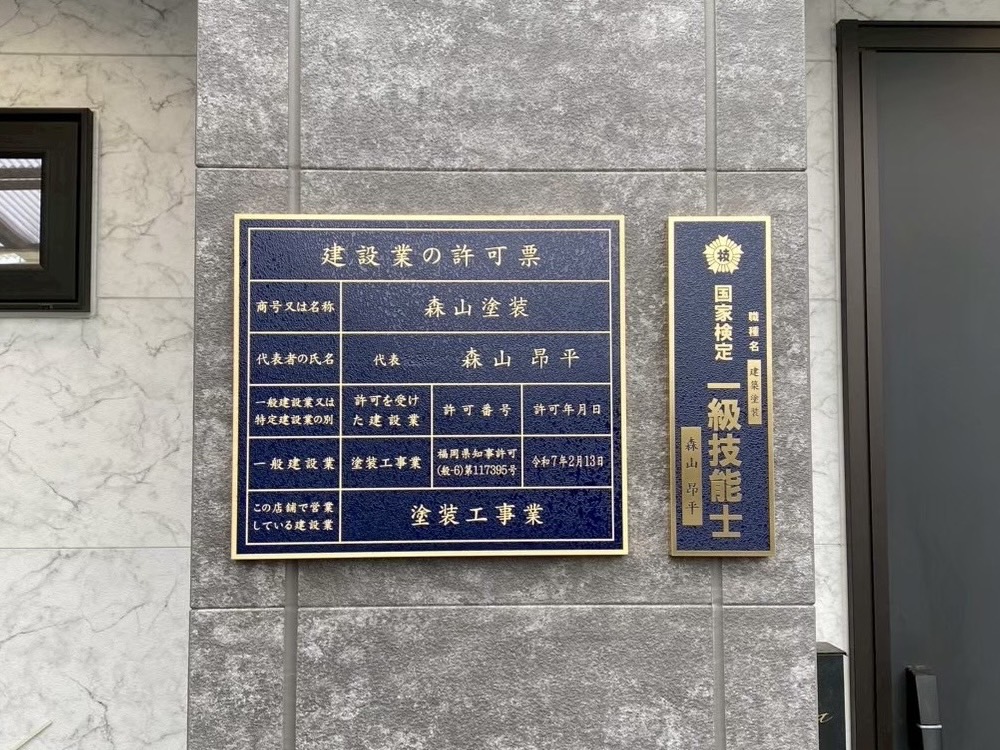 建設業の許可票
商号又は名称
森山塗装
代表者の氏名
代表 森山 昂平
一般建設業又は
特定建設業の別
許可を受け
た建設業
許可番号
許可年月日
一般建設業
塗装工事業
福岡県知事許可
(般-6)第117395号
令和7年2月13日
この店舗で営業
している建設業
塗装工事業
技
職種名 建築塗装
国家検定 一級技能士
森山 昂平